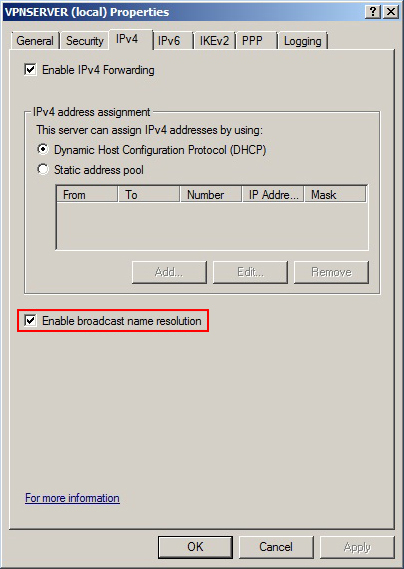 VPNSERVER (local) Properties
General Security IPv4 IPv6 IKEv2 PPP Logging
Enable IPv4 Forwarding
IPv4 address assignment
This server can assign IPv4 addresses by using:
Dynamic Host Configuration Protocol (DHCP)
Static address pool
From To Number IP Addre... Mask
Add... Edit... Remove
Enable broadcast name resolution
For more information
OK Cancel Apply